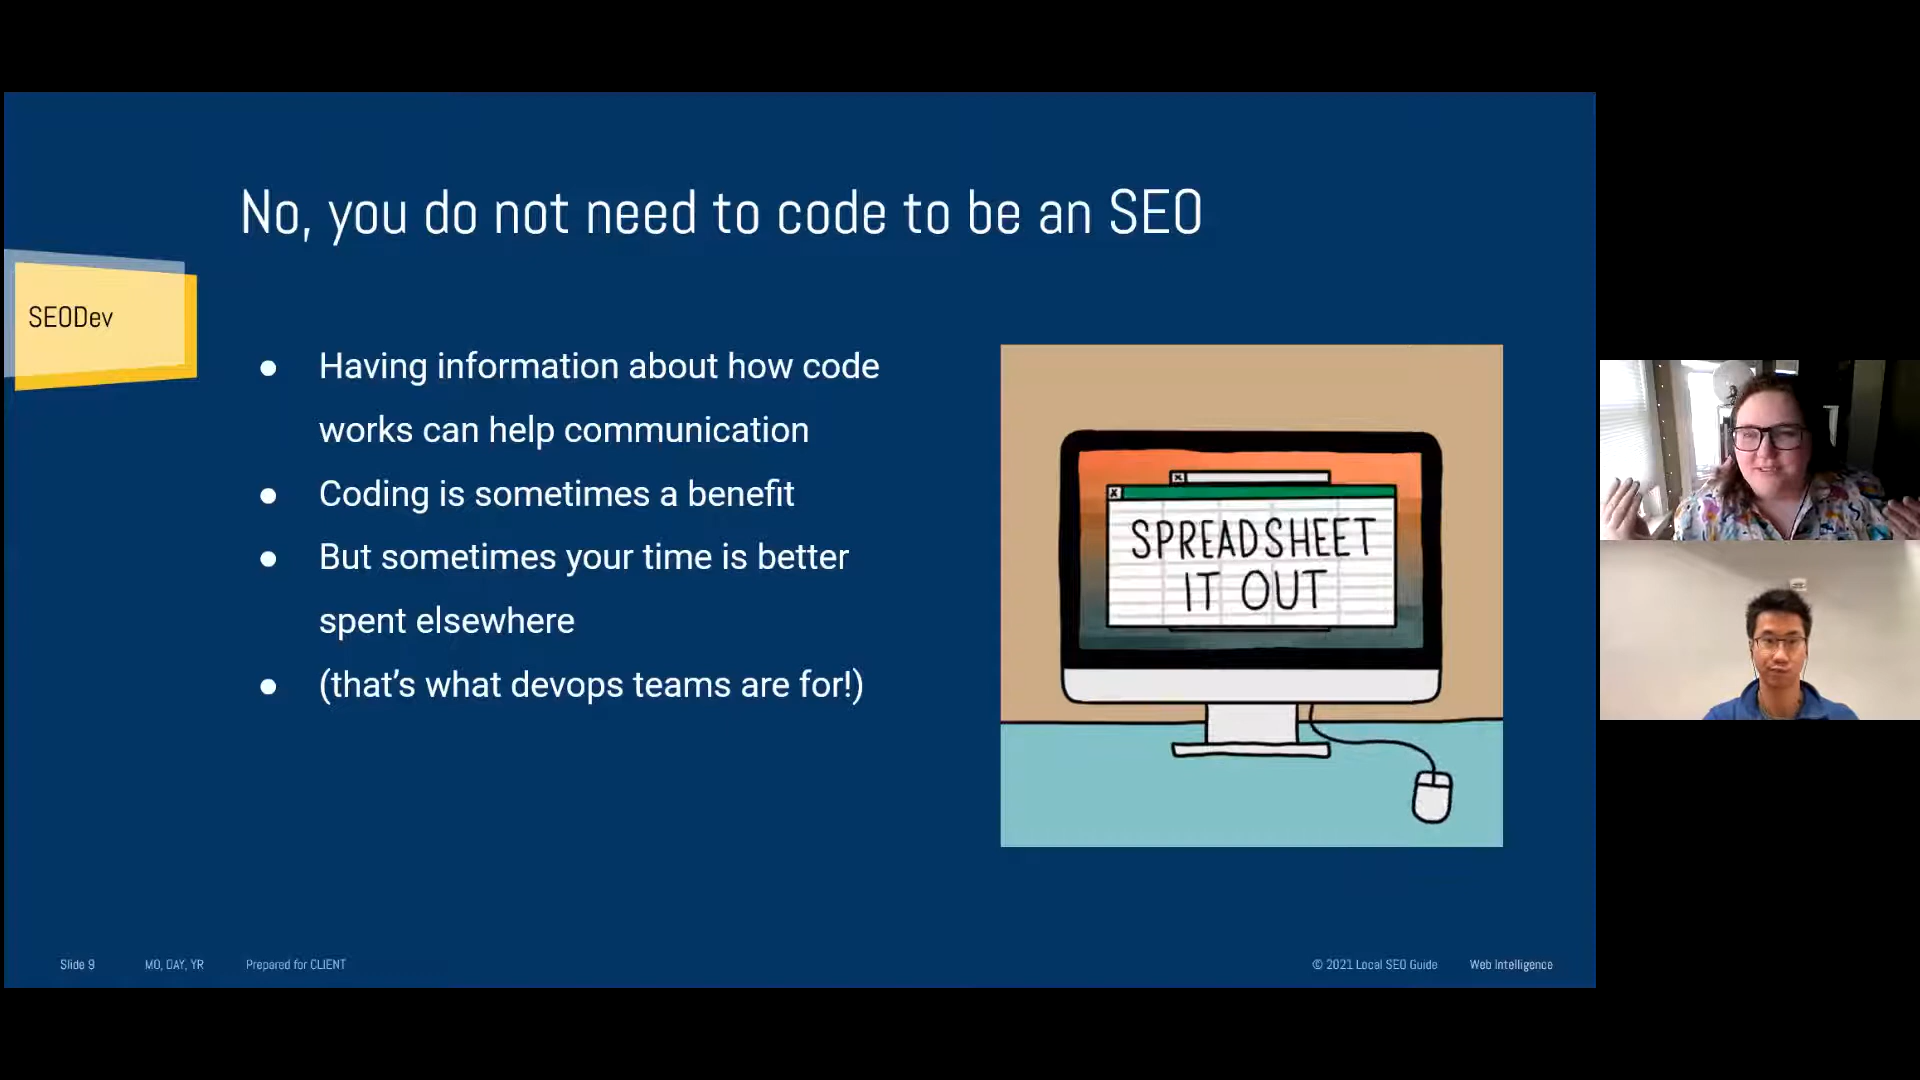 No, you do not need to code to be an SEO
SEODev
● Having information about how code
works can help communication
● Coding is sometimes a benefit
● But sometimes your time is better
spent elsewhere
● (that's what devops teams are for!)
X
X
SPREADSHEET
IT OUT
Slide 9 MO, DAY, YR Prepared for CLIENT © 2021 Local SEO Guide Web Intelligence